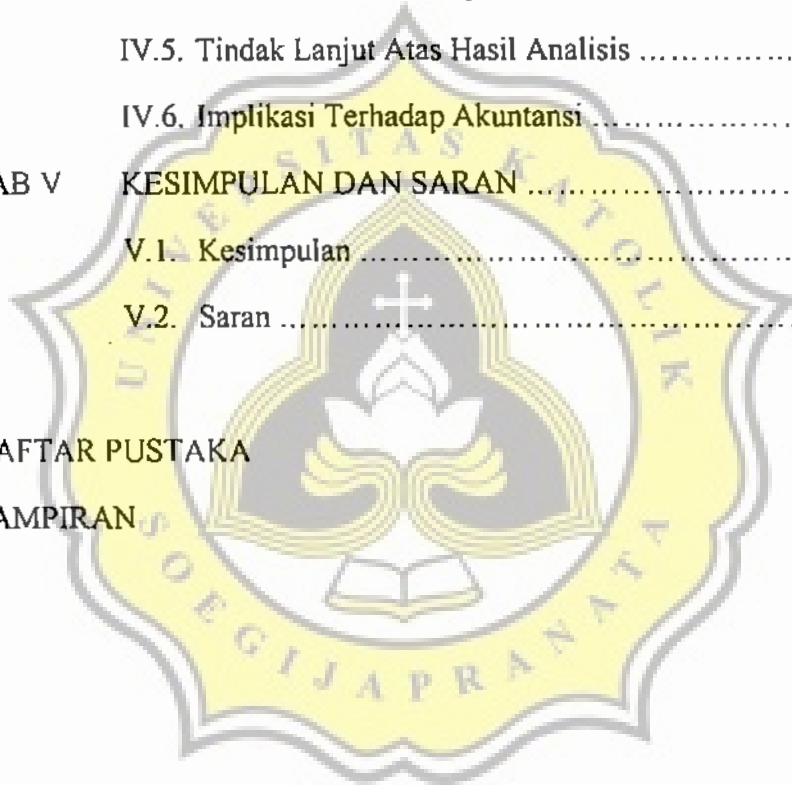 IV.5. Tindak Lanjut Atas Hasil Analisis ................
IV.6. Implikasi Terhadap Akuntansi ....................
AB V KESIMPULAN DAN SARAN ..........................
V.1. Kesimpulan ..........................................
V.2. Saran ..................................................
AFTAR PUSTAKA
AMPIRAN
UNIVERSITAS KATOLIK
SOEGIJAPRANATA